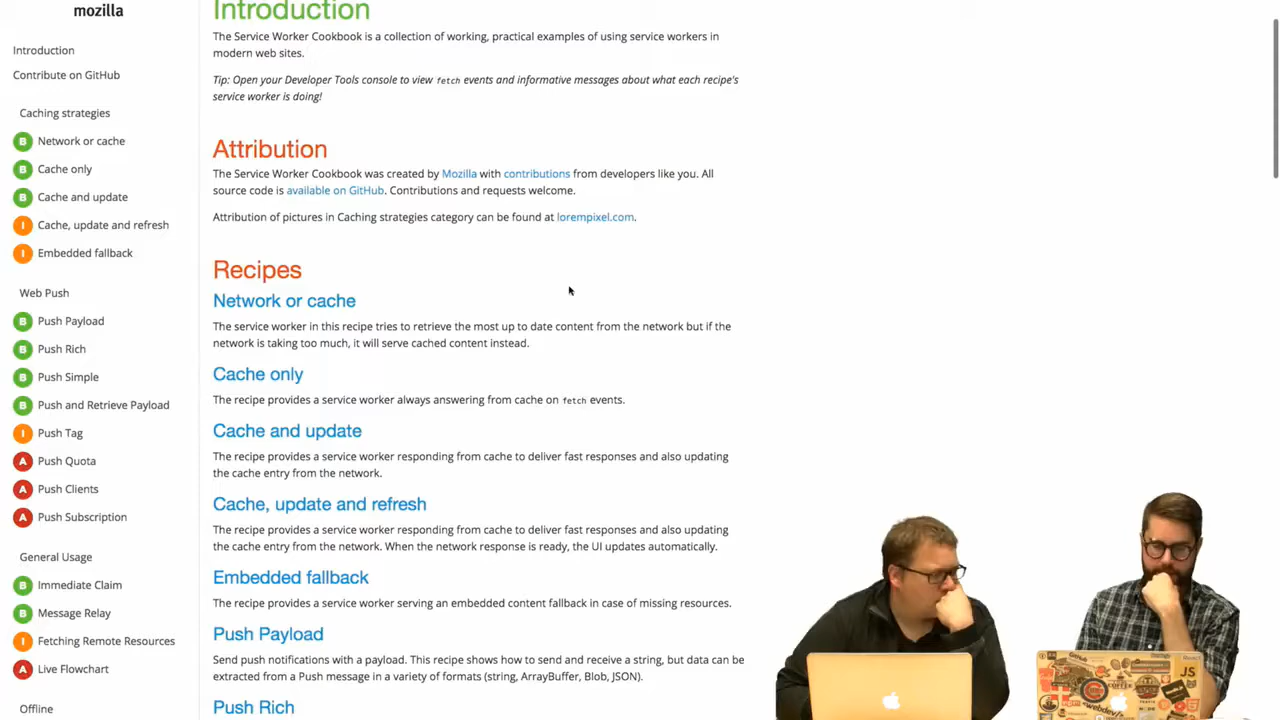 mozilla
Introduction
Contribute on GitHub
Caching strategies
B Network or cache
B Cache only
B Cache and update
I Cache, update and refresh
I Embedded fallback
Web Push
B Push Payload
B Push Rich
B Push Simple
B Push and Retrieve Payload
I Push Tag
A Push Quota
A Push Clients
A Push Subscription
General Usage
B Immediate Claim
B Message Relay
I Fetching Remote Resources
A Live Flowchart
Offline
Introduction
The Service Worker Cookbook is a collection of working, practical examples of using service workers in
modern web sites.
Tip: Open your Developer Tools console to view fetch events and informative messages about what each recipe's
service worker is doing!
Attribution
The Service Worker Cookbook was created by Mozilla with contributions from developers like you. All
source code is available on GitHub. Contributions and requests welcome.
Attribution of pictures in Caching strategies category can be found at lorempixel.com.
Recipes
Network or cache
The service worker in this recipe tries to retrieve the most up to date content from the network but if the
network is taking too much, it will serve cached content instead.
Cache only
The recipe provides a service worker always answering from cache on fetch events.
Cache and update
The recipe provides a service worker responding from cache to deliver fast responses and also updating
the cache entry from the network.
Cache, update and refresh
The recipe provides a service worker responding from cache to deliver fast responses and also updating
the cache entry from the network. When the network response is ready, the UI updates automatically.
Embedded fallback
The recipe provides a service worker serving an embedded content fallback in case of missing resources.
Push Payload
Send push notifications with a payload. This recipe shows how to send and receive a string, but data can be
extracted from a Push message in a variety of formats (string, ArrayBuffer, Blob, JSON).
Push Rich
JS